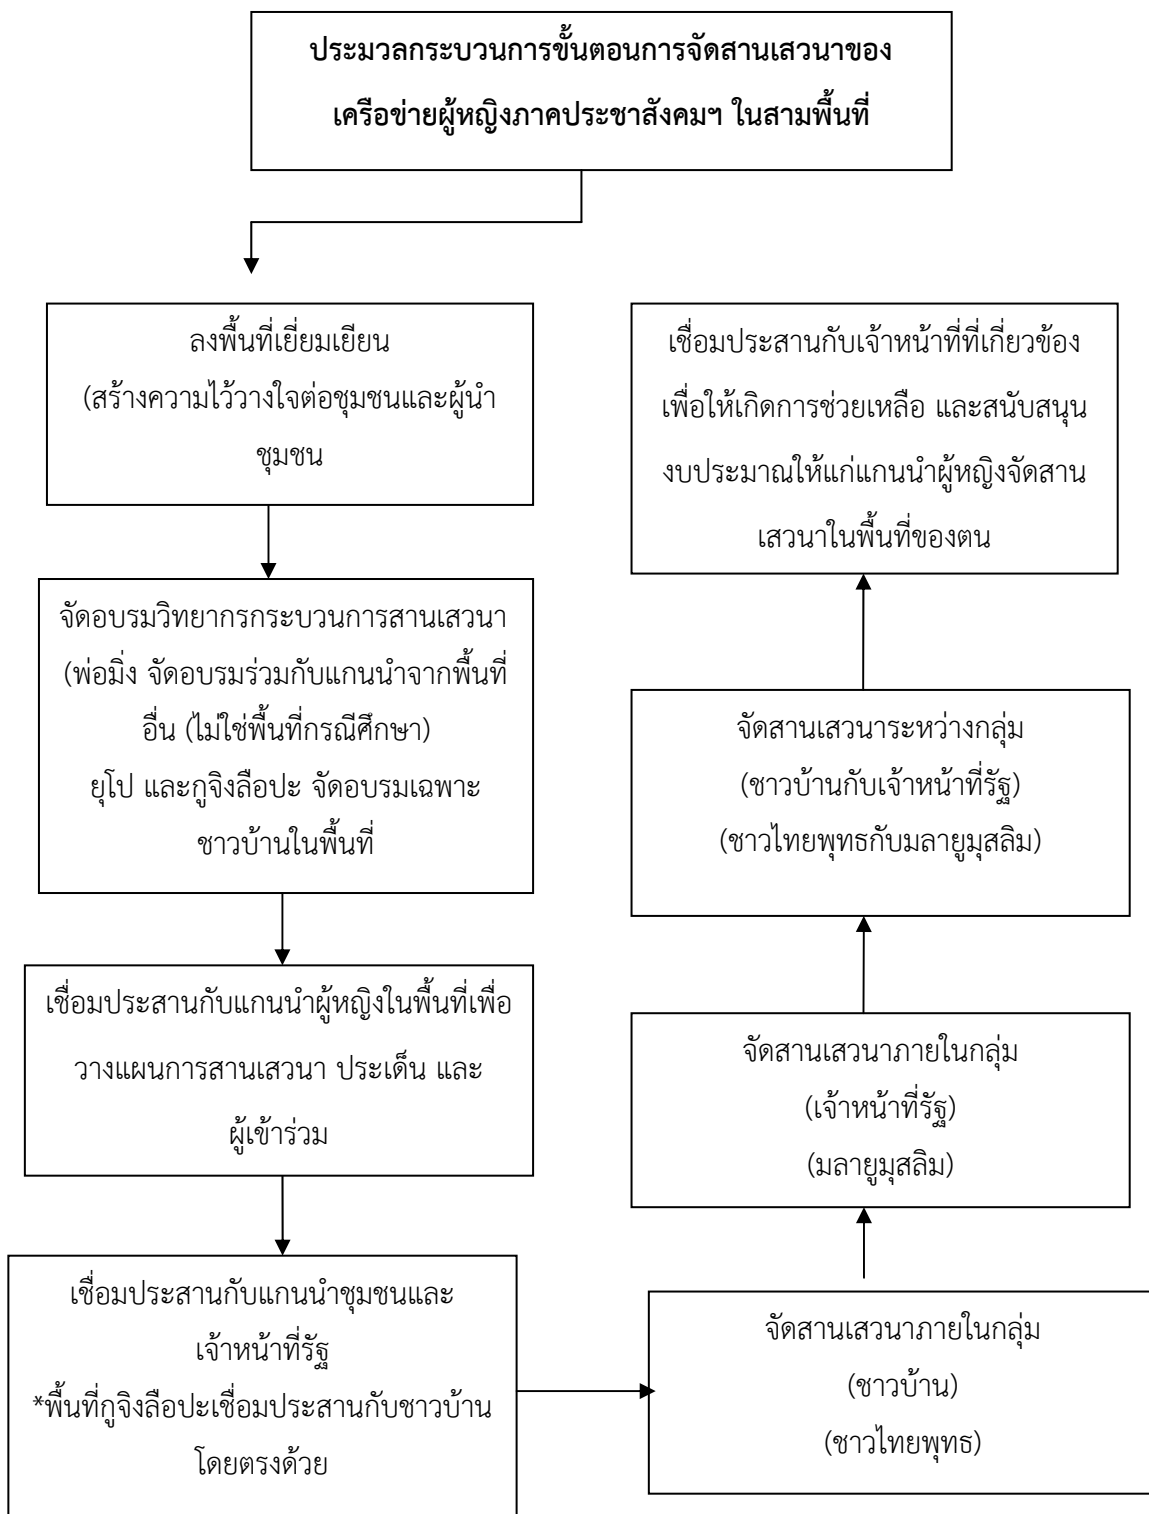 ประมวลกระบวนการขั้นตอนการจัดสานเสวนาของ
เครือข่ายผู้หญิงภาคประชาสังคมฯ ในสามพื้นที่
ลงพื้นที่เยี่ยมเยียน
(สร้างความไว้วางใจต่อชุมชนและผู้นำ
ชุมชน
จัดอบรมวิทยากรกระบวนการสานเสวนา
(พ่อมิ่ง จัดอบรมร่วมกับแกนนำจากพื้นที่
อื่น (ไม่ใช่พื้นที่กรณีศึกษา)
ยุโป และกูจิงลือปะ จัดอบรมเฉพาะ
ชาวบ้านในพื้นที่
เชื่อมประสานกับแกนนำผู้หญิงในพื้นที่เพื่อ
วางแผนการสานเสวนา ประเด็น และ
ผู้เข้าร่วม
เชื่อมประสานกับแกนนำชุมชนและ
เจ้าหน้าที่รัฐ
*พื้นที่กูจิงลือปะเชื่อมประสานกับชาวบ้าน
โดยตรงด้วย
จัดสานเสวนาภายในกลุ่ม
(ชาวบ้าน)
(ชาวไทยพุทธ)
จัดสานเสวนาภายในกลุ่ม
(เจ้าหน้าที่รัฐ)
(มลายูมุสลิม)
จัดสานเสวนาระหว่างกลุ่ม
(ชาวบ้านกับเจ้าหน้าที่รัฐ)
(ชาวไทยพุทธกับมลายูมุสลิม)
เชื่อมประสานกับเจ้าหน้าที่ที่เกี่ยวข้อง
เพื่อให้เกิดการช่วยเหลือ และสนับสนุน
งบประมาณให้แก่แกนนำผู้หญิงจัดสาน
เสวนาในพื้นที่ของตน